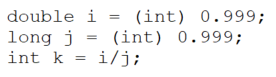 double i = (int) 0.999;
long j = (int) 0.999;
int k = i/j;